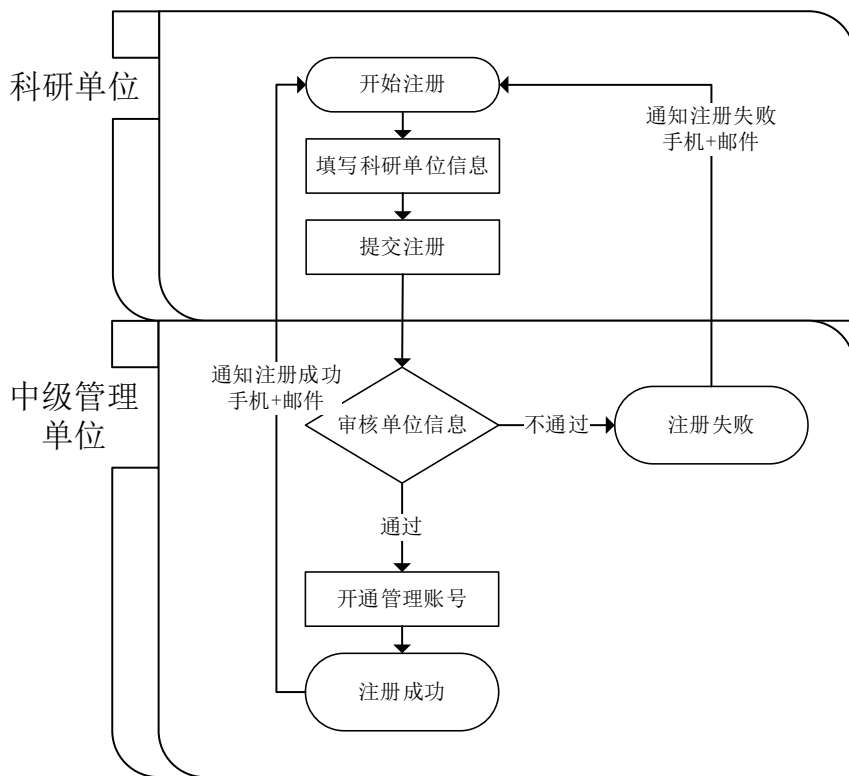 科研单位
开始注册
通知注册失败
手机+邮件
填写科研单位信息
提交注册
中级管理
单位
通知注册成功
手机+邮件
审核单位信息
不通过
注册失败
通过
开通管理账号
注册成功